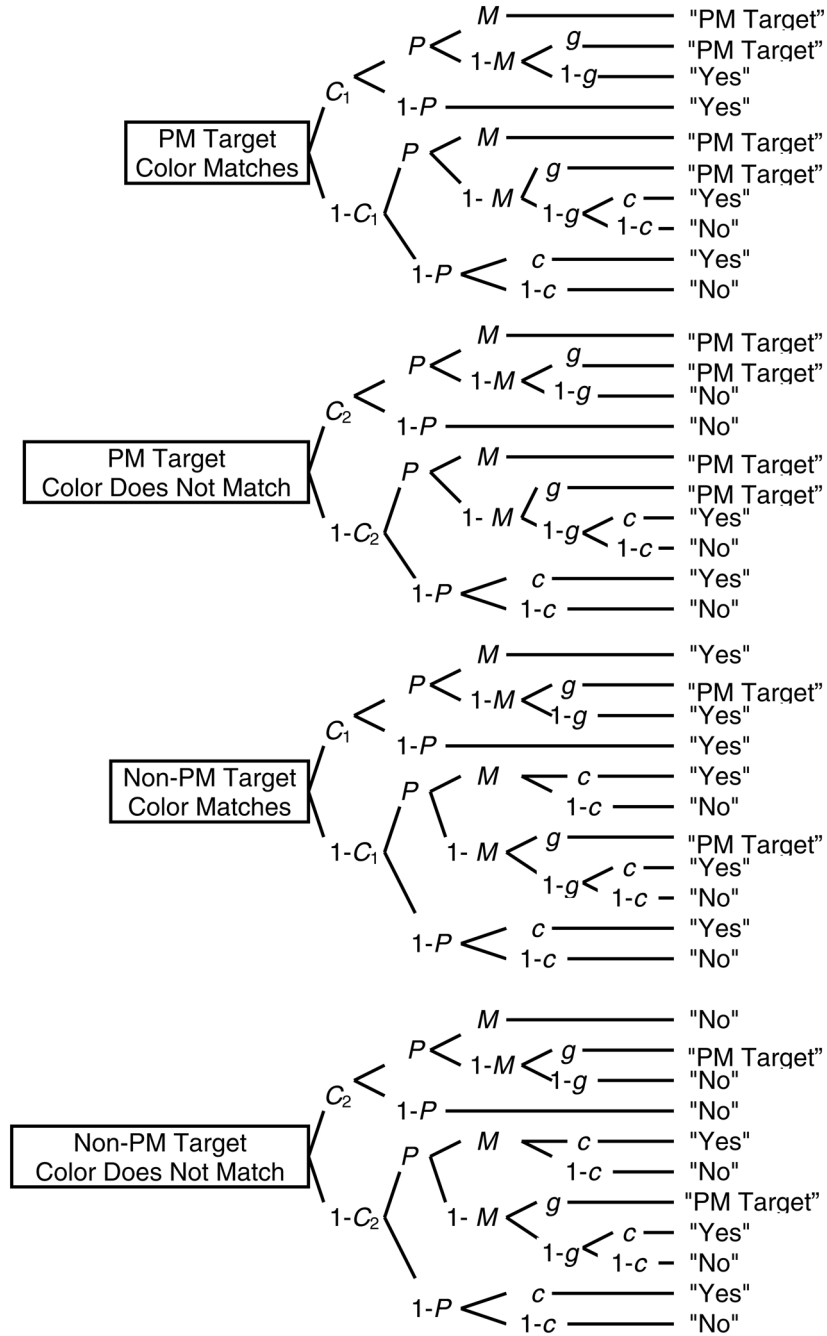 M "PM Target”
P
g "PM Target”
1-M
1-g "Yes"
C1
1-P "Yes"
PM Target
Color Matches
M "PM Target”
P
g "PM Target”
1- M c "Yes"
1-C1 1-g
1-c "No"
c "Yes"
1-P
1-c "No"
M "PM Target”
P g "PM Target”
1-M
1-g "No"
C2
1-P "No"
PM Target
Color Does Not Match
M "PM Target”
P
g "PM Target”
1- M c "Yes"
1-C2 1-g
1-c "No"
c "Yes"
1-P
1-c "No"
M "Yes"
P g "PM Target”
1-M
1-g "Yes"
C1
1-P "Yes"
Non-PM Target
Color Matches
M c "Yes"
P
1-c "No"
g "PM Target”
1-C1 1- M
c "Yes"
1-g
1-c "No"
c "Yes"
1-P
1-c "No"
M "No"
P g "PM Target”
1-M
1-g "No"
C2
1-P "No"
Non-PM Target
Color Does Not Match
M c "Yes"
P
1-c "No"
g "PM Target”
1-C2 1- M
c "Yes"
1-g
1-c "No"
c "Yes"
1-P
1-c "No"